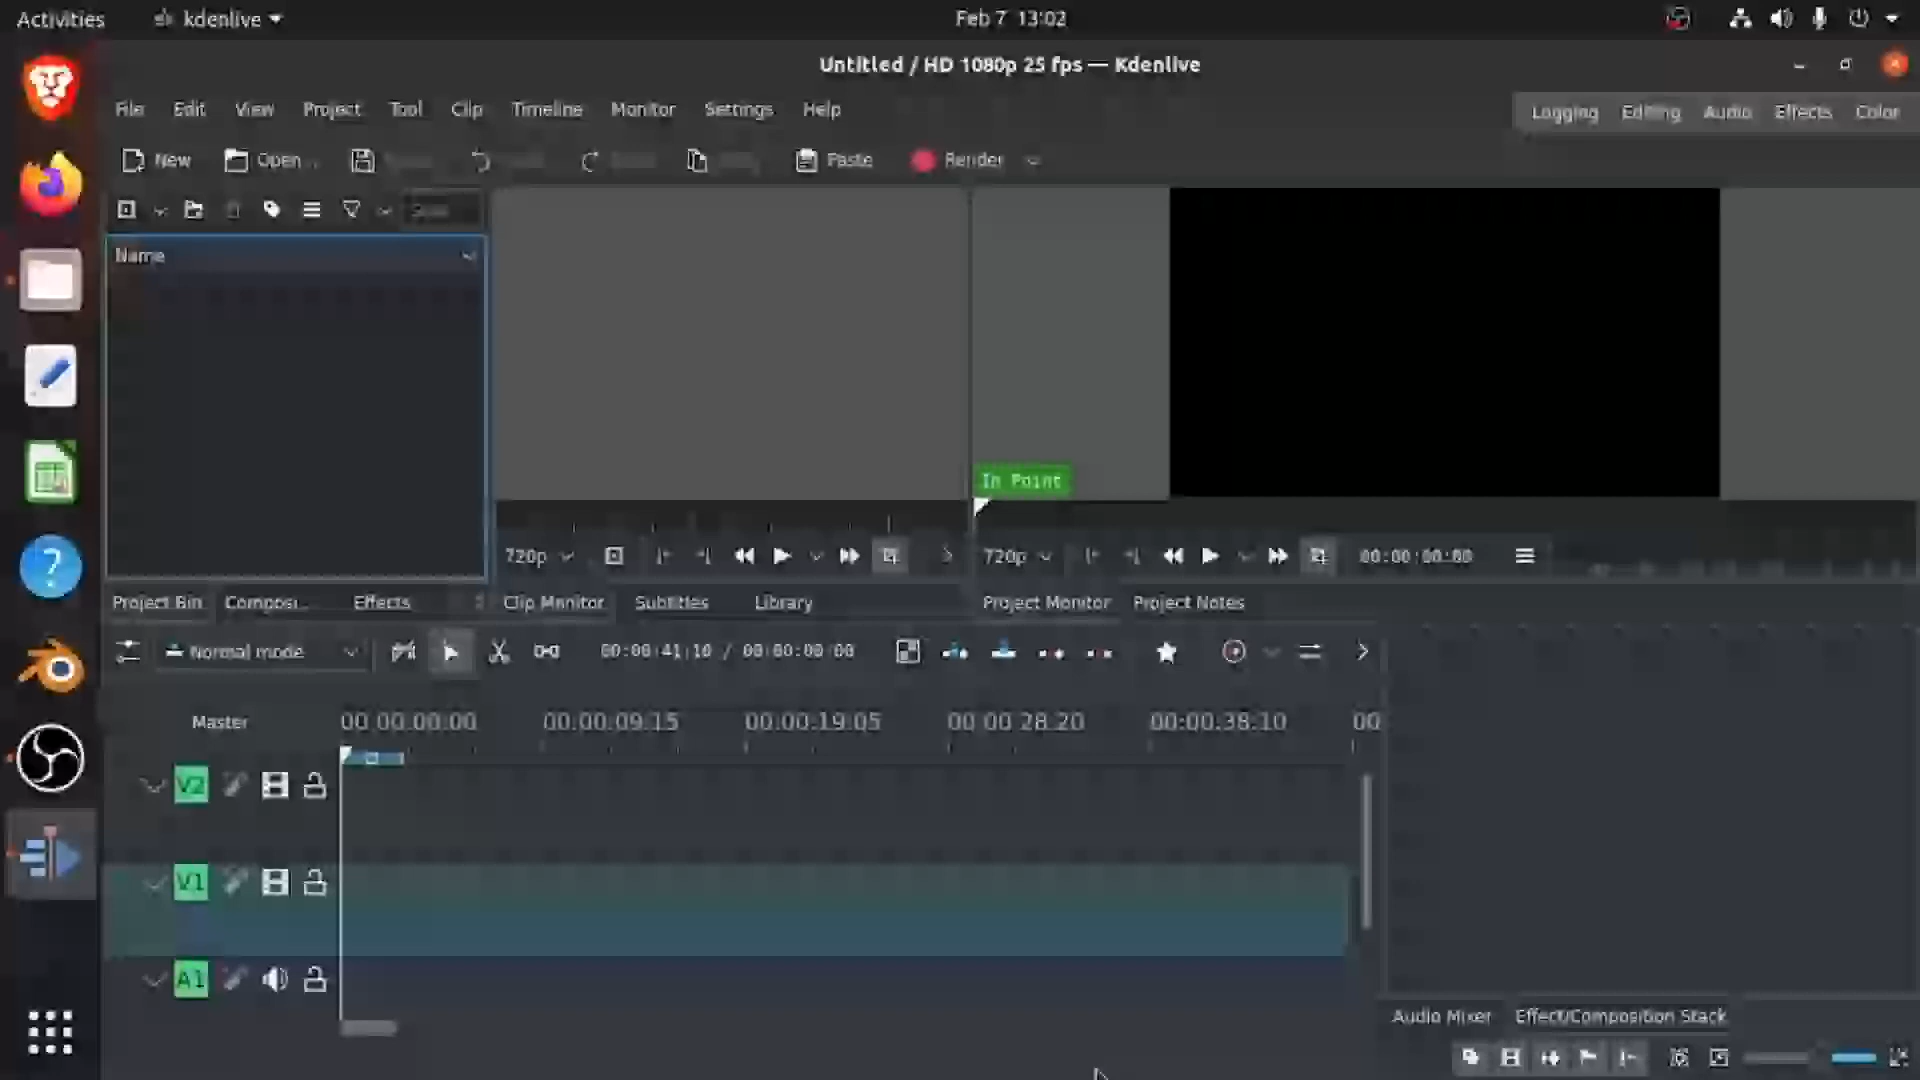 Activities kdenlive Feb 7 13:02
Untitled / HD 1080p 25 fps — Kdenlive
File Edit View Project Tool Clip Timeline Monitor Settings Help
Logging Editing Audio Effects Color
New Open... Paste Render
Name
In Point
720p 720p 00:00:00:00
Project Bin Composi... Effects Clip Monitor Subtitles Library Project Monitor Project Notes
Normal mode 00:00:41:10 / 00:00:00:00
Master 00:00:00:00 00:00:09:15 00:00:19:05 00:00:28:20 00:00:38:10 00
V2
V1
A1
Audio Mixer Effect/Composition Stack